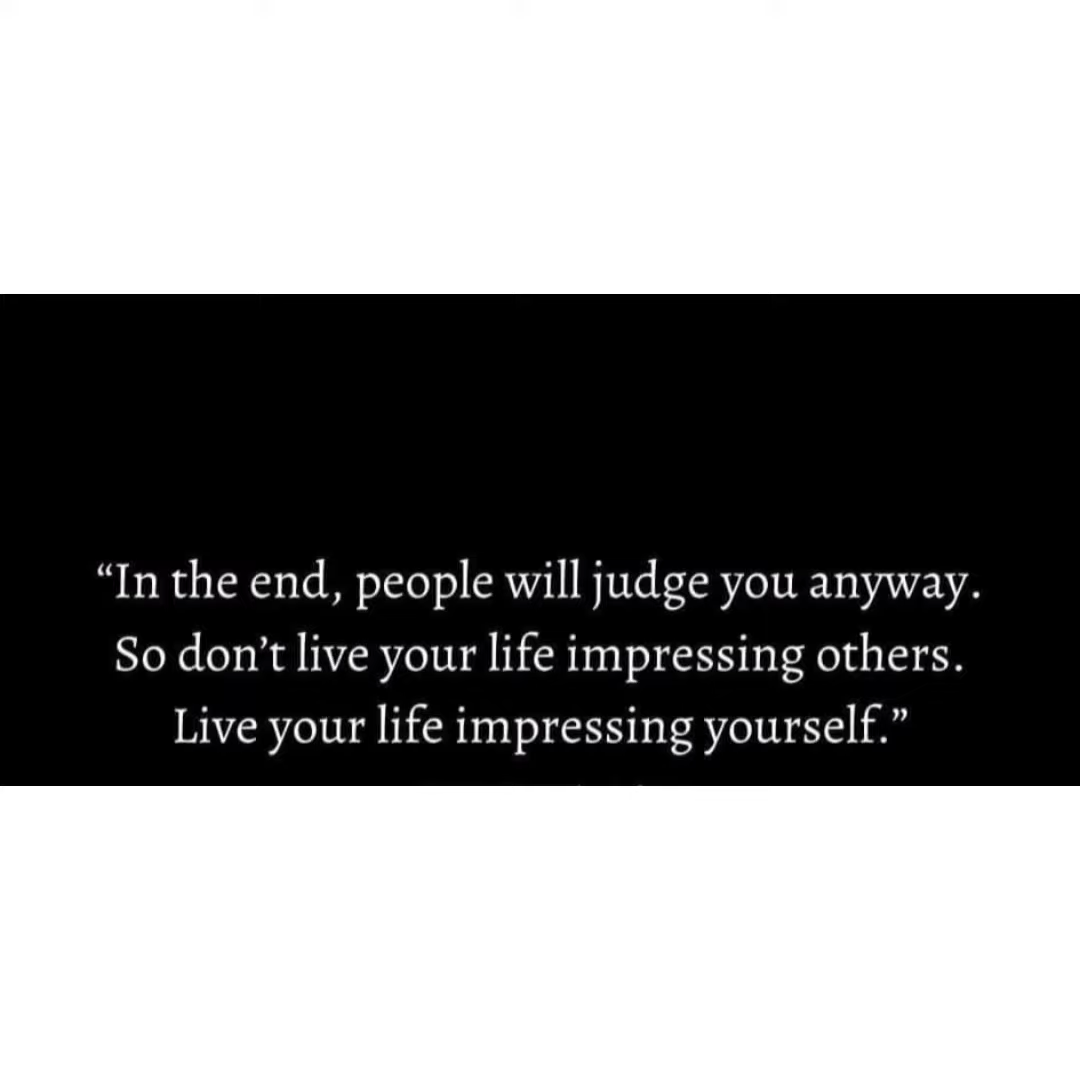 “In the end, people will judge you anyway.
So don’t live your life impressing others.
Live your life impressing yourself.”